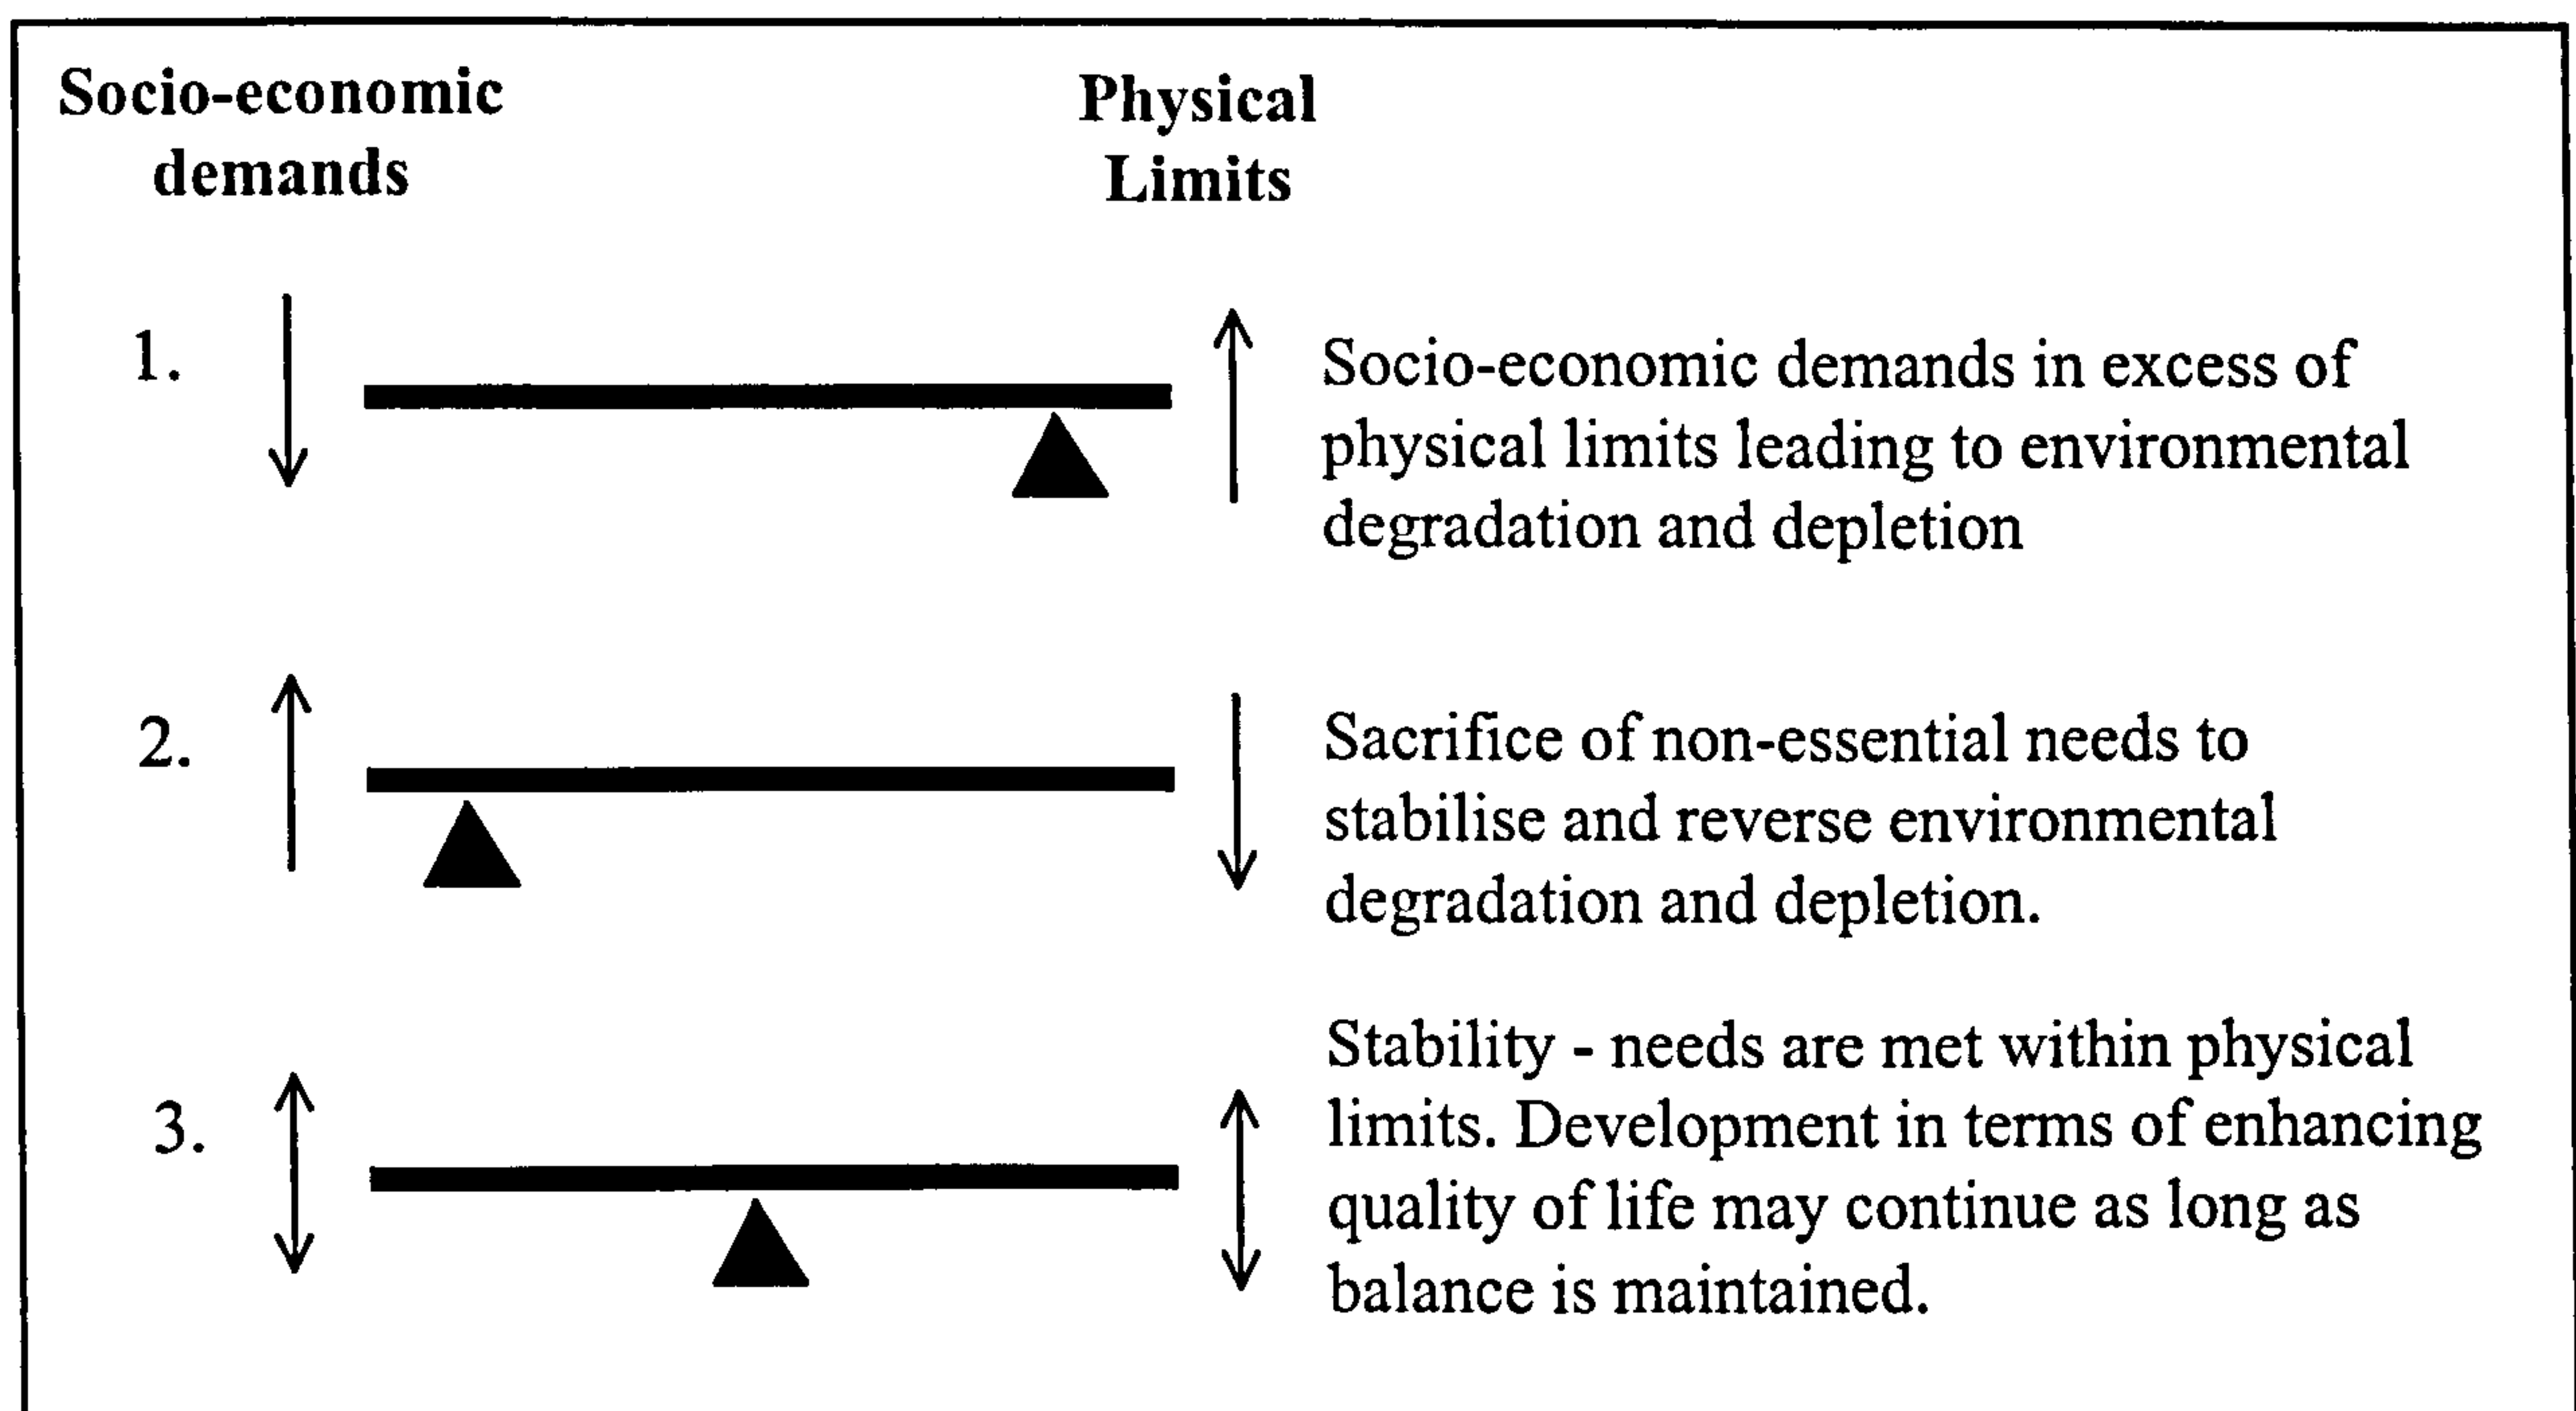 Socio-economic
demands
Physical
Limits
1.
Socio-economic demands in excess of
physical limits leading to environmental
degradation and depletion
2.
Sacrifice of non-essential needs to
stabilise and reverse environmental
degradation and depletion.
3.
Stability - needs are met within physical
limits. Development in terms of enhancing
quality of life may continue as long as
balance is maintained.